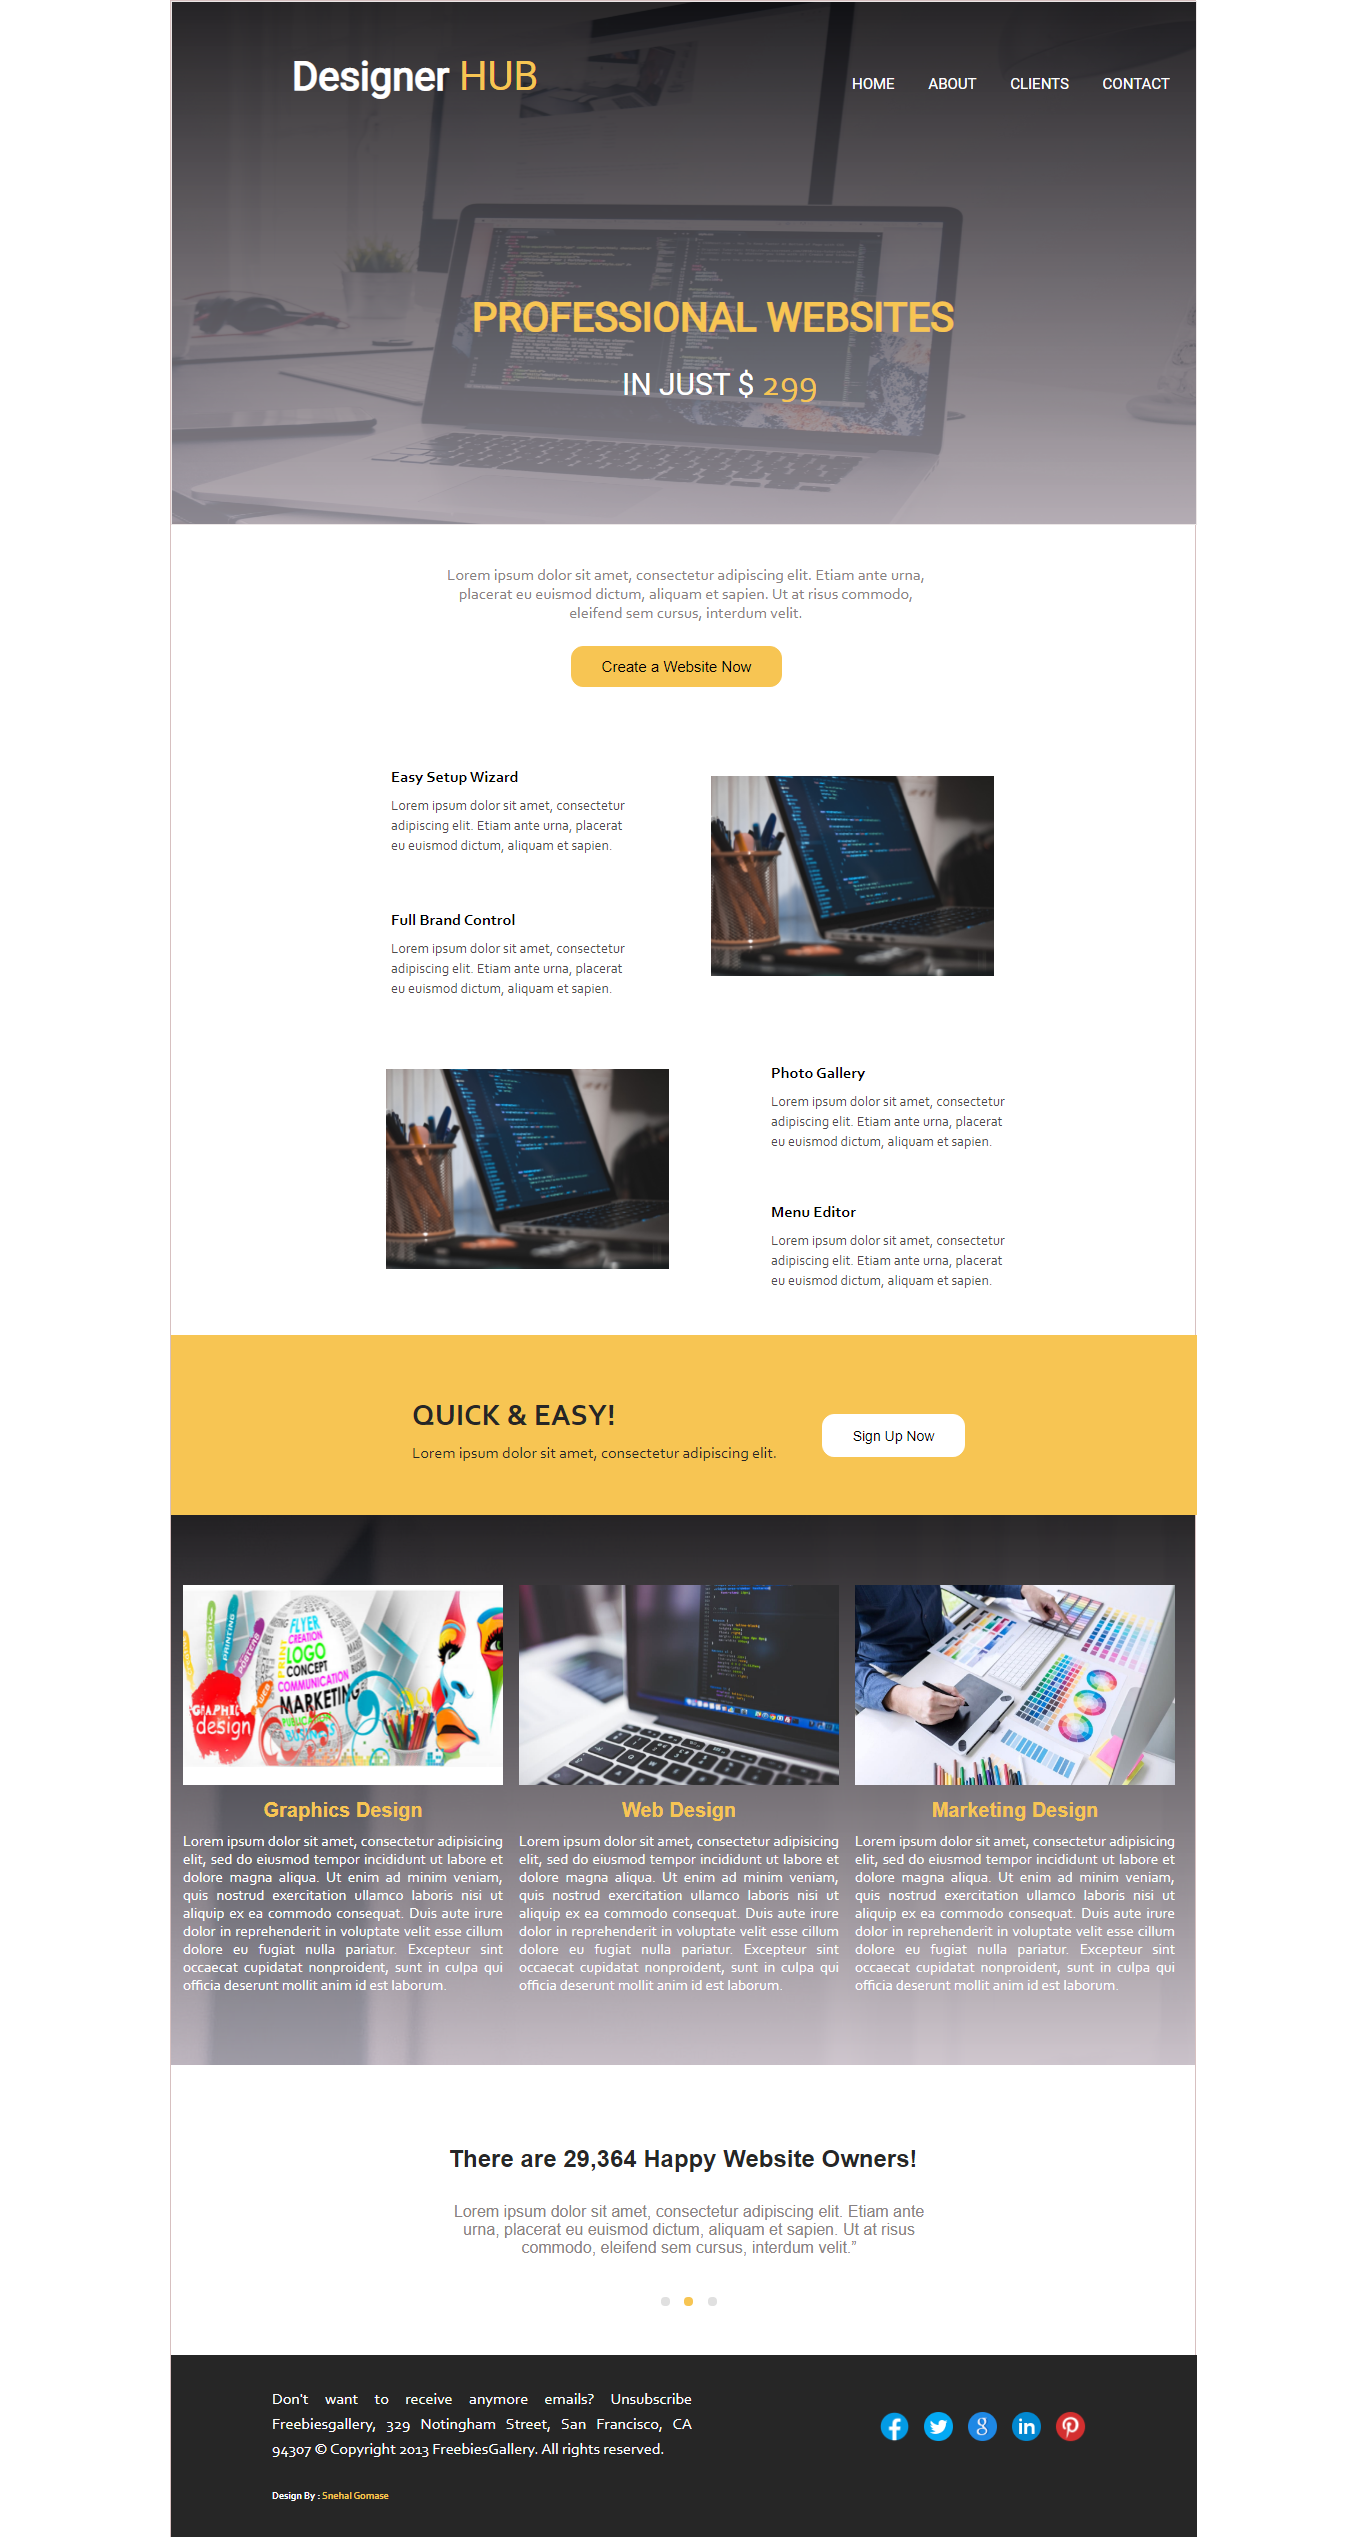 Designer HUB
HOME ABOUT CLIENTS CONTACT
PROFESSIONAL WEBSITES
IN JUST $ 299
Lorem ipsum dolor sit amet, consectetur adipiscing elit. Etiam ante urna,
placerat eu euismod dictum, aliquam et sapien. Ut at risus commodo,
eleifend sem cursus, interdum velit.
Create a Website Now
Easy Setup Wizard
Lorem ipsum dolor sit amet, consectetur
adipiscing elit. Etiam ante urna, placerat
eu euismod dictum, aliquam et sapien.
Full Brand Control
Lorem ipsum dolor sit amet, consectetur
adipiscing elit. Etiam ante urna, placerat
eu euismod dictum, aliquam et sapien.
Photo Gallery
Lorem ipsum dolor sit amet, consectetur
adipiscing elit. Etiam ante urna, placerat
eu euismod dictum, aliquam et sapien.
Menu Editor
Lorem ipsum dolor sit amet, consectetur
adipiscing elit. Etiam ante urna, placerat
eu euismod dictum, aliquam et sapien.
QUICK & EASY!
Lorem ipsum dolor sit amet, consectetur adipiscing elit.
Sign Up Now
FLYER
CREATION
LOGO
CONCEPT
COMMUNICATION
MARKETING
BUSINESS
GRAPHIC
design
PRINTING
Graphics Design
Lorem ipsum dolor sit amet, consectetur adipisicing
elit, sed do eiusmod tempor incididunt ut labore et
dolore magna aliqua. Ut enim ad minim veniam,
quis nostrud exercitation ullamco laboris nisi ut
aliquip ex ea commodo consequat. Duis aute irure
dolor in reprehenderit in voluptate velit esse cillum
dolore eu fugiat nulla pariatur. Excepteur sint
occaecat cupidatat nonproident, sunt in culpa qui
officia deserunt mollit anim id est laborum.
Web Design
Lorem ipsum dolor sit amet, consectetur adipisicing
elit, sed do eiusmod tempor incididunt ut labore et
dolore magna aliqua. Ut enim ad minim veniam,
quis nostrud exercitation ullamco laboris nisi ut
aliquip ex ea commodo consequat. Duis aute irure
dolor in reprehenderit in voluptate velit esse cillum
dolore eu fugiat nulla pariatur. Excepteur sint
occaecat cupidatat nonproident, sunt in culpa qui
officia deserunt mollit anim id est laborum.
Marketing Design
Lorem ipsum dolor sit amet, consectetur adipisicing
elit, sed do eiusmod tempor incididunt ut labore et
dolore magna aliqua. Ut enim ad minim veniam,
quis nostrud exercitation ullamco laboris nisi ut
aliquip ex ea commodo consequat. Duis aute irure
dolor in reprehenderit in voluptate velit esse cillum
dolore eu fugiat nulla pariatur. Excepteur sint
occaecat cupidatat nonproident, sunt in culpa qui
officia deserunt mollit anim id est laborum.
There are 29,364 Happy Website Owners!
Lorem ipsum dolor sit amet, consectetur adipiscing elit. Etiam ante
urna, placerat eu euismod dictum, aliquam et sapien. Ut at risus
commodo, eleifend sem cursus, interdum velit.”
Don't want to receive anymore emails? Unsubscribe
Freebiesgallery, 329 Notingham Street, San Francisco, CA
94307 © Copyright 2013 FreebiesGallery. All rights reserved.
Design By : Snehal Gomase